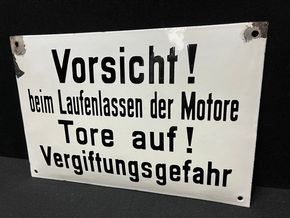 Vorsicht!
beim Laufenlassen der Motore
Tore auf!
Vergiftungsgefahr